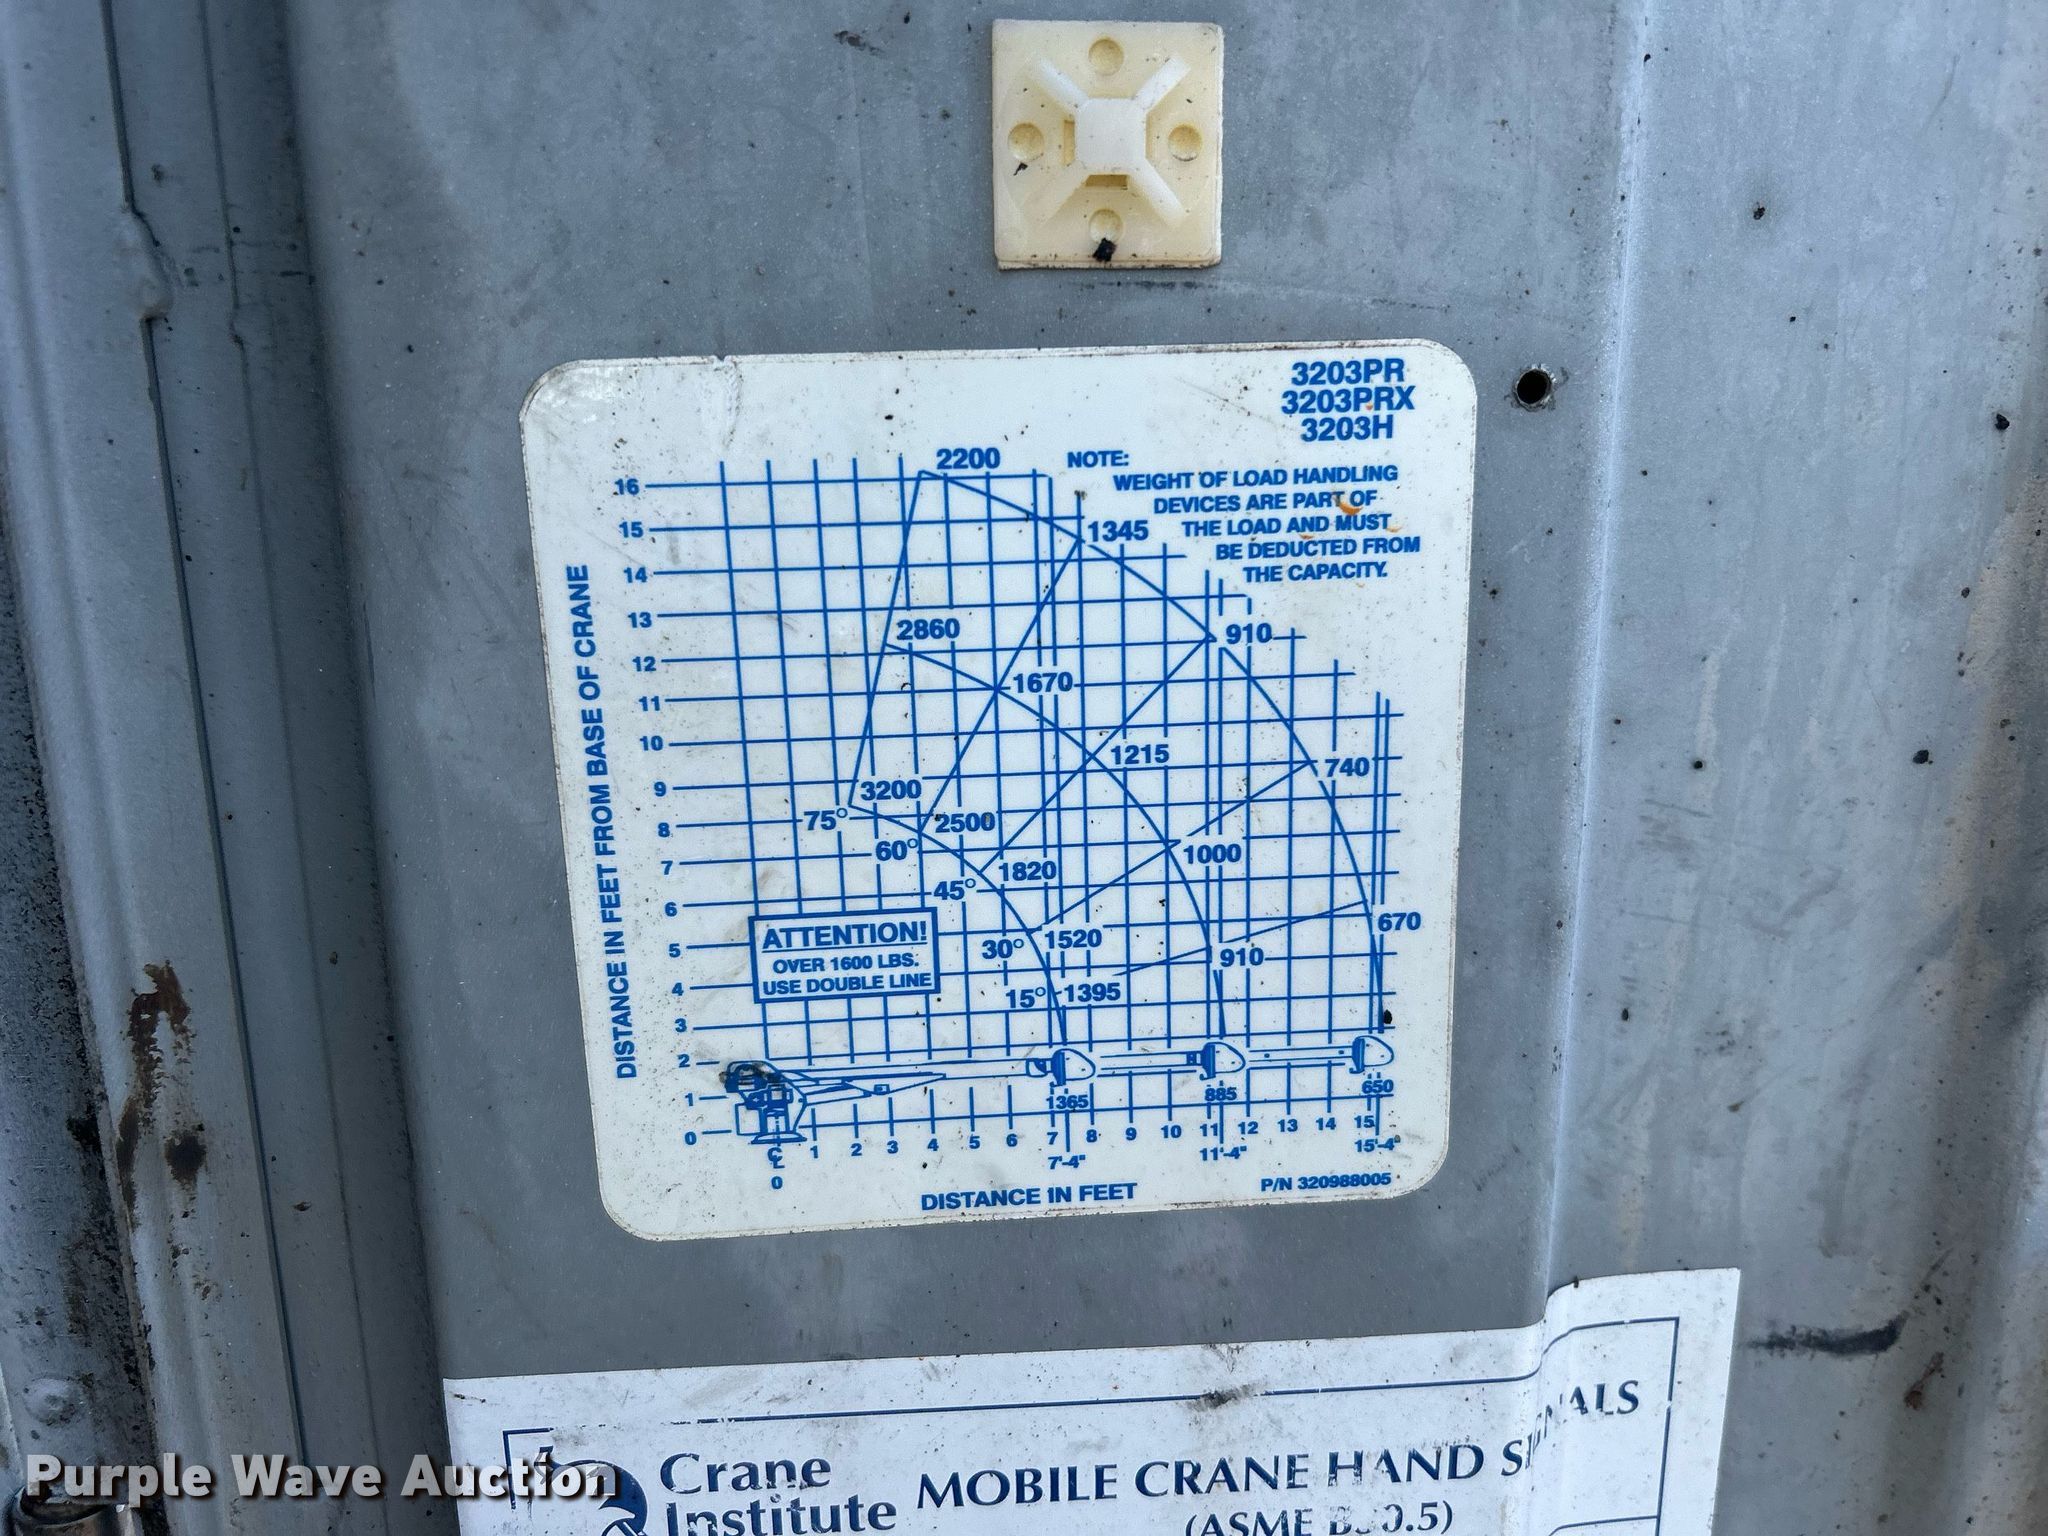 3203PR
3203PRX
3203H
NOTE:
WEIGHT OF LOAD HANDLING
DEVICES ARE PART OF
THE LOAD AND MUST
BE DEDUCTED FROM
THE CAPACITY.
DISTANCE IN FEET FROM BASE OF CRANE
16
15
14
13
12
11
10
9
8
7
6
5
4
3
2
1
0
2200
1345
910
740
670
2860
1670
1215
1000
910
3200
2500
1820
1520
1395
75°
60°
45°
30°
15°
ATTENTION!
OVER 1600 LBS.
USE DOUBLE LINE
1365
885
650
0
1 2 3 4 5 6 7 8 9 10 11 12 13 14 15
7'-4" 11'-4" 15'-4"
DISTANCE IN FEET
P/N 320988005
Crane
Institute
MOBILE CRANE HAND SIGNALS
(ASME
Purple Wave Auction